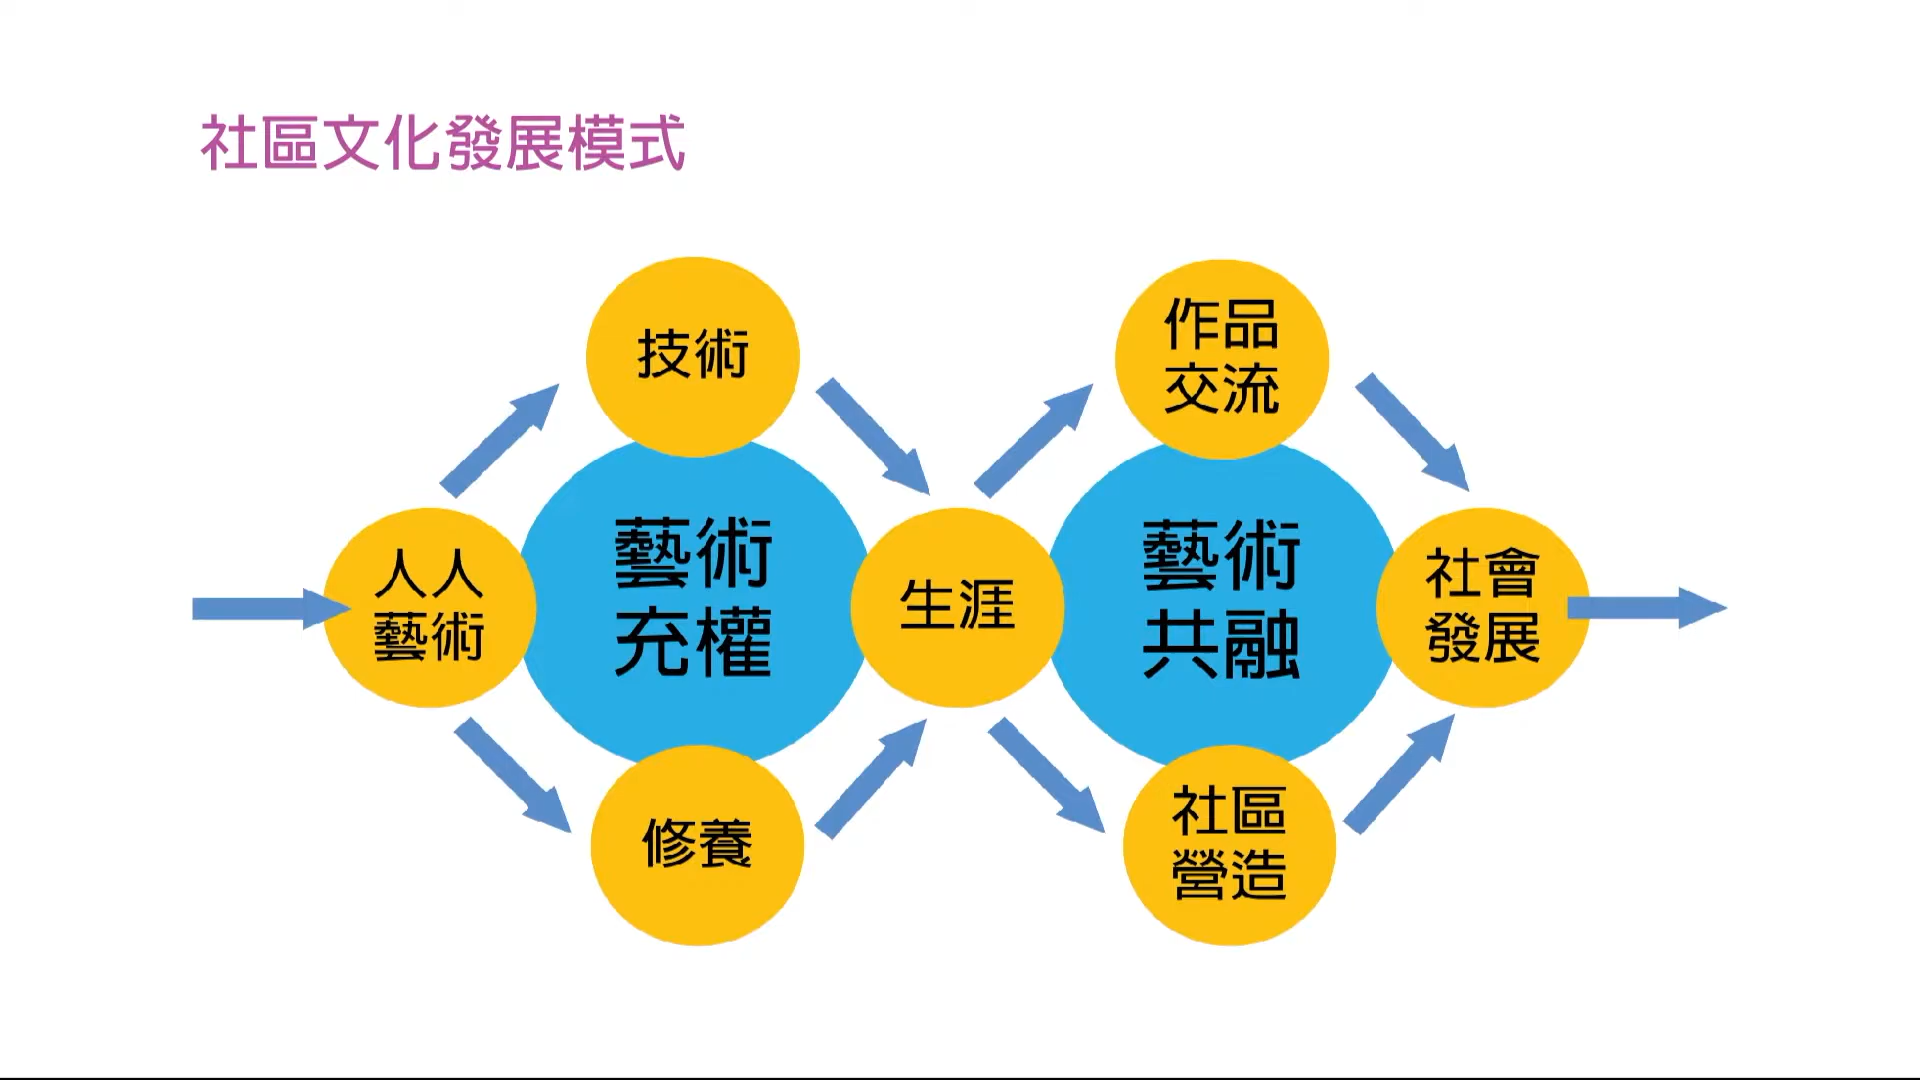 社區文化發展模式
技術
作品
交流
人人
藝術
藝術
充權
生涯
藝術
共融
社會
發展
修養
社區
營造